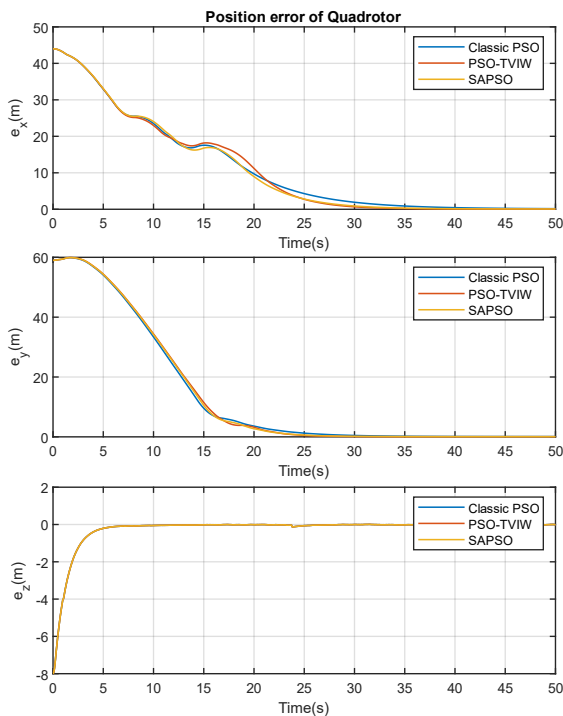 Position error of Quadrotor
50
40
30
20
10
0
e_x(m)
Classic PSO
PSO-TVIW
SAPSO
0 5 10 15 20 25 30 35 40 45 50
Time(s)
60
40
20
0
e_y(m)
Classic PSO
PSO-TVIW
SAPSO
0 5 10 15 20 25 30 35 40 45 50
Time(s)
2
0
-2
-4
-6
-8
e_z(m)
Classic PSO
PSO-TVIW
SAPSO
0 5 10 15 20 25 30 35 40 45 50
Time(s)